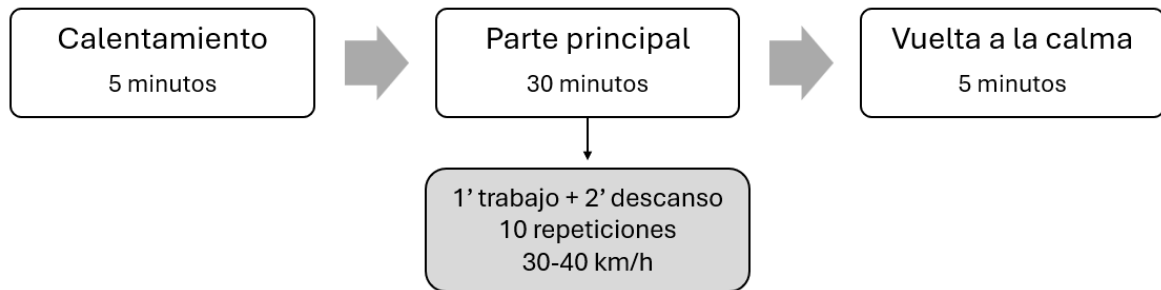 Calentamiento
5 minutos
Parte principal
30 minutos
Vuelta a la calma
5 minutos
1’ trabajo + 2’ descanso
10 repeticiones
30-40 km/h